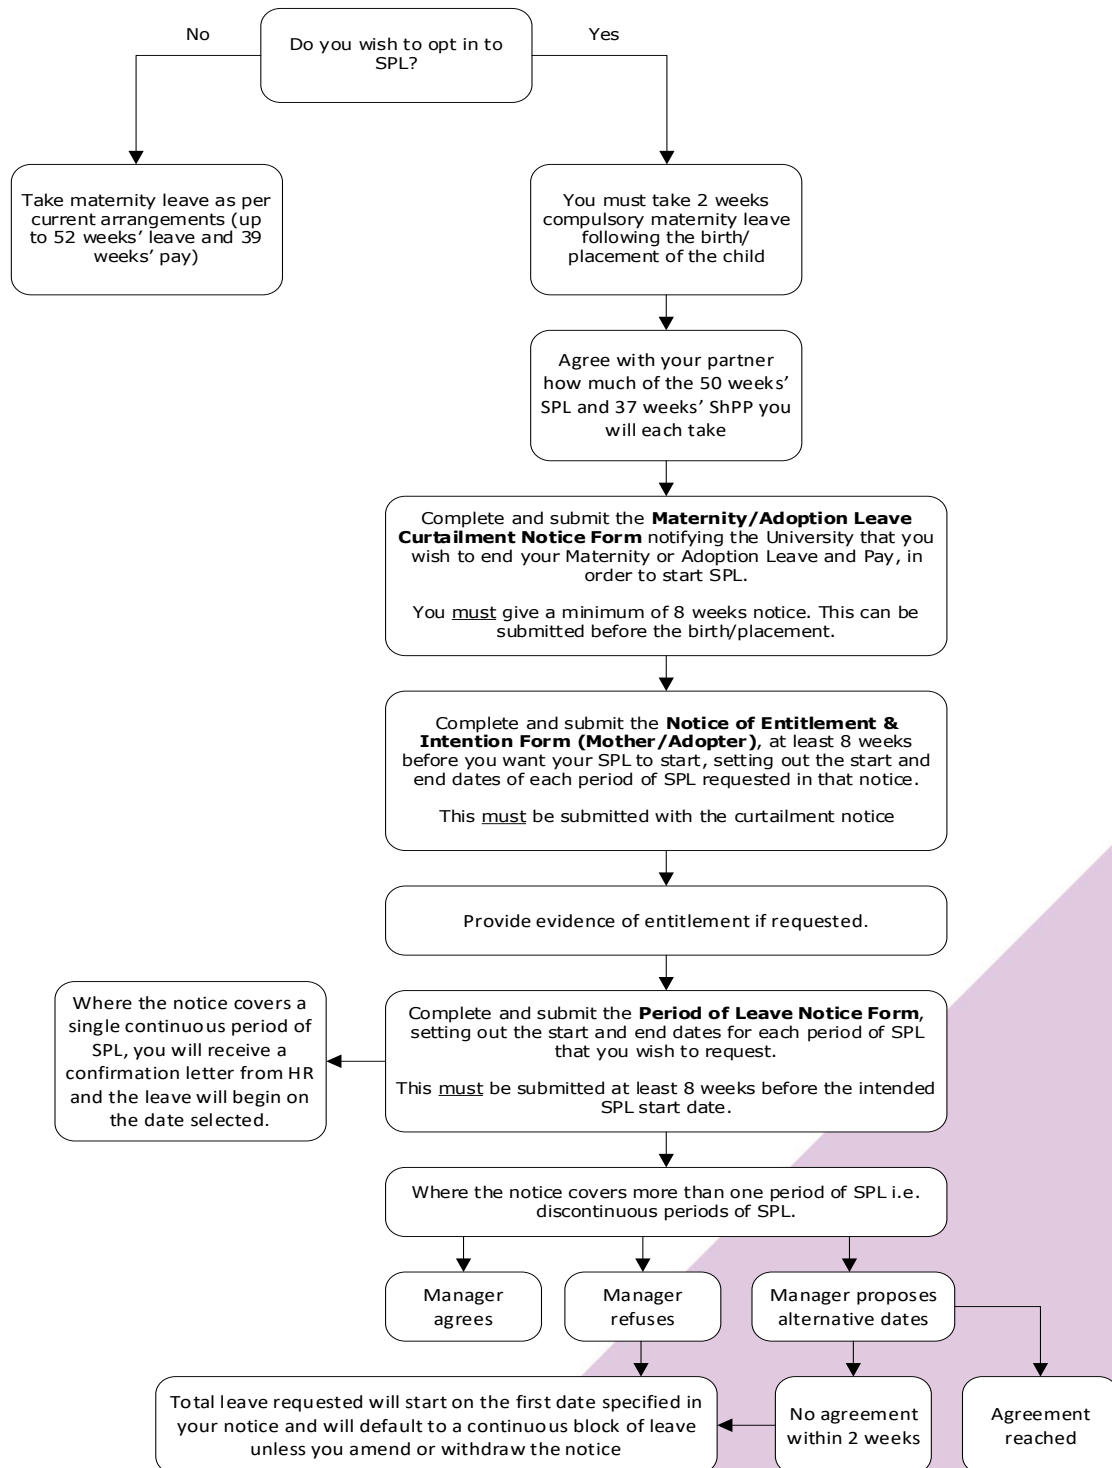 No
Do you wish to opt in to
SPL?
Yes
Take maternity leave as per
current arrangements (up
to 52 weeks’ leave and 39
weeks’ pay)
You must take 2 weeks
compulsory maternity leave
following the birth/
placement of the child
Agree with your partner
how much of the 50 weeks’
SPL and 37 weeks’ ShPP you
will each take
Complete and submit the Maternity/Adoption Leave
Curtailment Notice Form notifying the University that you
wish to end your Maternity or Adoption Leave and Pay, in
order to start SPL.
You must give a minimum of 8 weeks notice. This can be
submitted before the birth/placement.
Complete and submit the Notice of Entitlement &
Intention Form (Mother/Adopter), at least 8 weeks
before you want your SPL to start, setting out the start and
end dates of each period of SPL requested in that notice.
This must be submitted with the curtailment notice
Provide evidence of entitlement if requested.
Where the notice covers a
single continuous period of
SPL, you will receive a
confirmation letter from HR
and the leave will begin on
the date selected.
Complete and submit the Period of Leave Notice Form,
setting out the start and end dates for each period of SPL
that you wish to request.
This must be submitted at least 8 weeks before the intended
SPL start date.
Where the notice covers more than one period of SPL i.e.
discontinuous periods of SPL.
Manager
agrees
Manager
refuses
Manager proposes
alternative dates
Total leave requested will start on the first date specified in
your notice and will default to a continuous block of leave
unless you amend or withdraw the notice
No agreement
within 2 weeks
Agreement
reached